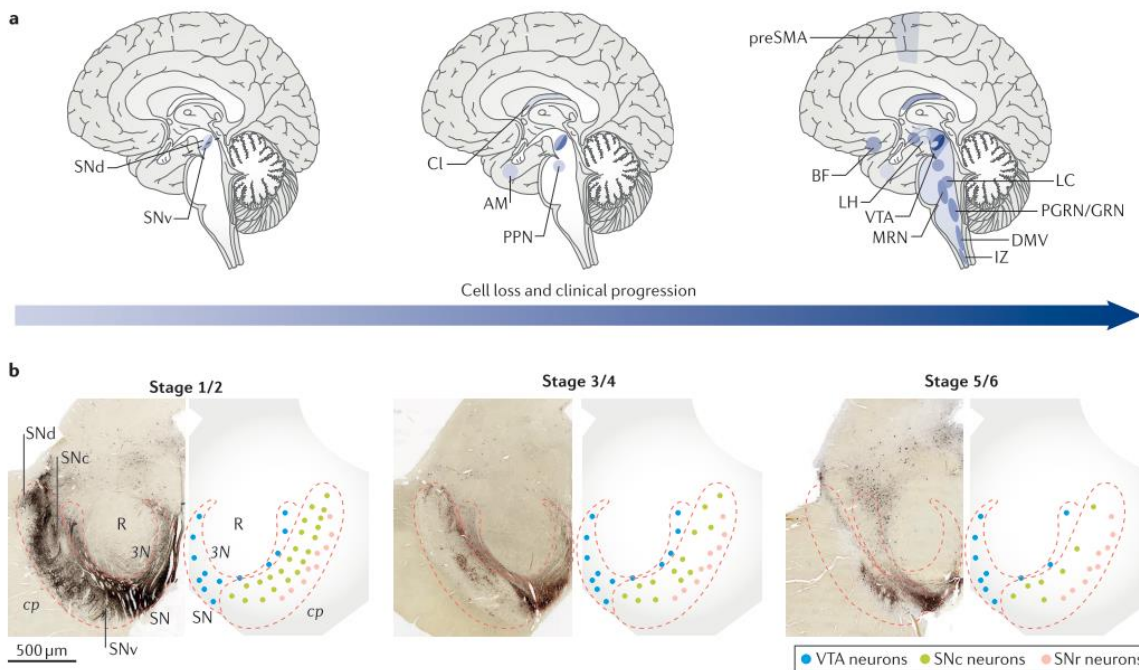 a
preSMA
SNd
SNv
Cl
AM
PPN
BF
LH
VTA
MRN
LC
PGRN/GRN
DMV
IZ
Cell loss and clinical progression
b
Stage 1/2
Stage 3/4
Stage 5/6
SNd
SNc
R
3N
cp
SN
SNv
R
3N
SN
cp
500 µm
VTA neurons
SNc neurons
SNr neurons